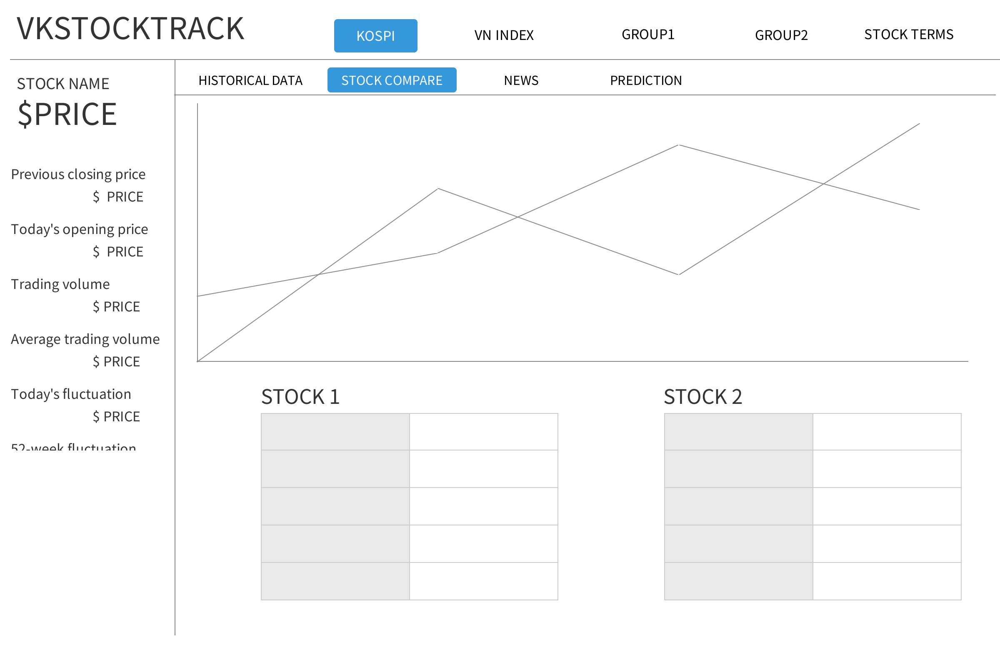 VKSTOCKTRACK
KOSPI
VN INDEX
GROUP1
GROUP2
STOCK TERMS
STOCK NAME
$PRICE
HISTORICAL DATA
STOCK COMPARE
NEWS
PREDICTION
Previous closing price
$ PRICE
Today's opening price
$ PRICE
Trading volume
$ PRICE
Average trading volume
$ PRICE
Today's fluctuation
$ PRICE
52-week fluctuation
STOCK 1
STOCK 2